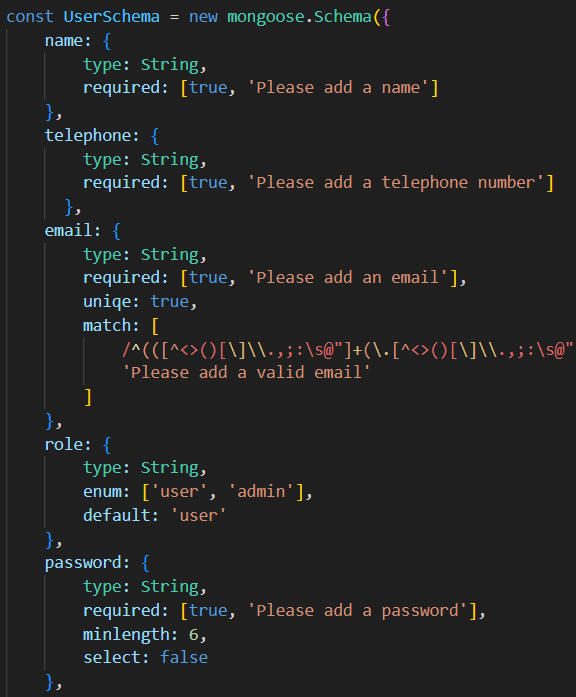 const UserSchema = new mongoose.Schema({
    name: {
        type: String,
        required: [true, 'Please add a name']
    },
    telephone: {
        type: String,
        required: [true, 'Please add a telephone number']
      },
    email: {
        type: String,
        required: [true, 'Please add an email'],
        uniqe: true,
        match: [
            /^(([^<>()[\]\\.,;:\s@"]+(\.[^<>()[\]\\.,;:\s@"
            'Please add a valid email'
        ]
    },
    role: {
        type: String,
        enum: ['user', 'admin'],
        default: 'user'
    },
    password: {
        type: String,
        required: [true, 'Please add a password'],
        minlength: 6,
        select: false
    },